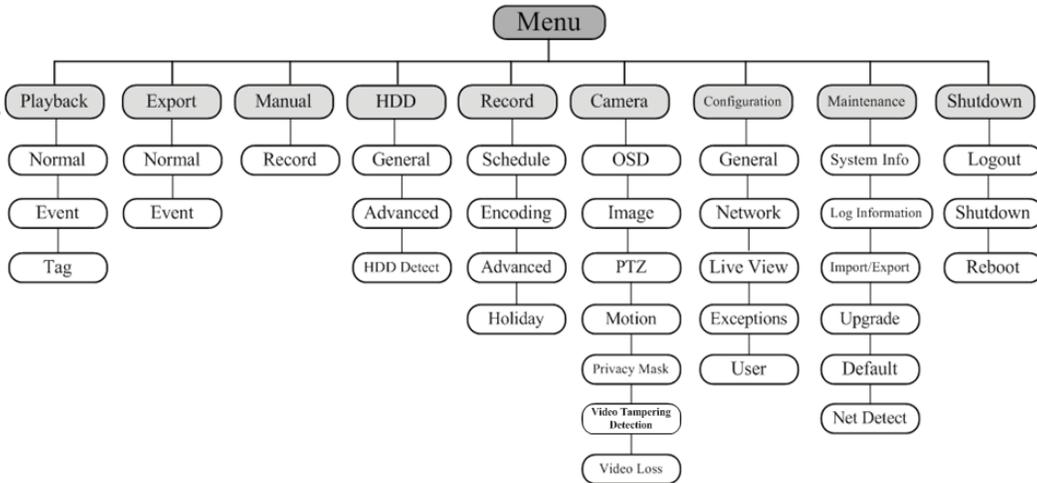 Menu
Playback
Export
Manual
HDD
Record
Camera
Configuration
Maintenance
Shutdown
Normal
Normal
Record
General
Schedule
OSD
General
System Info
Logout
Event
Event
Advanced
Encoding
Image
Network
Log Information
Shutdown
Tag
HDD Detect
Advanced
PTZ
Live View
Import/Export
Reboot
Holiday
Motion
Exceptions
Upgrade
Privacy Mask
User
Default
Video Tampering
Detection
Net Detect
Video Loss